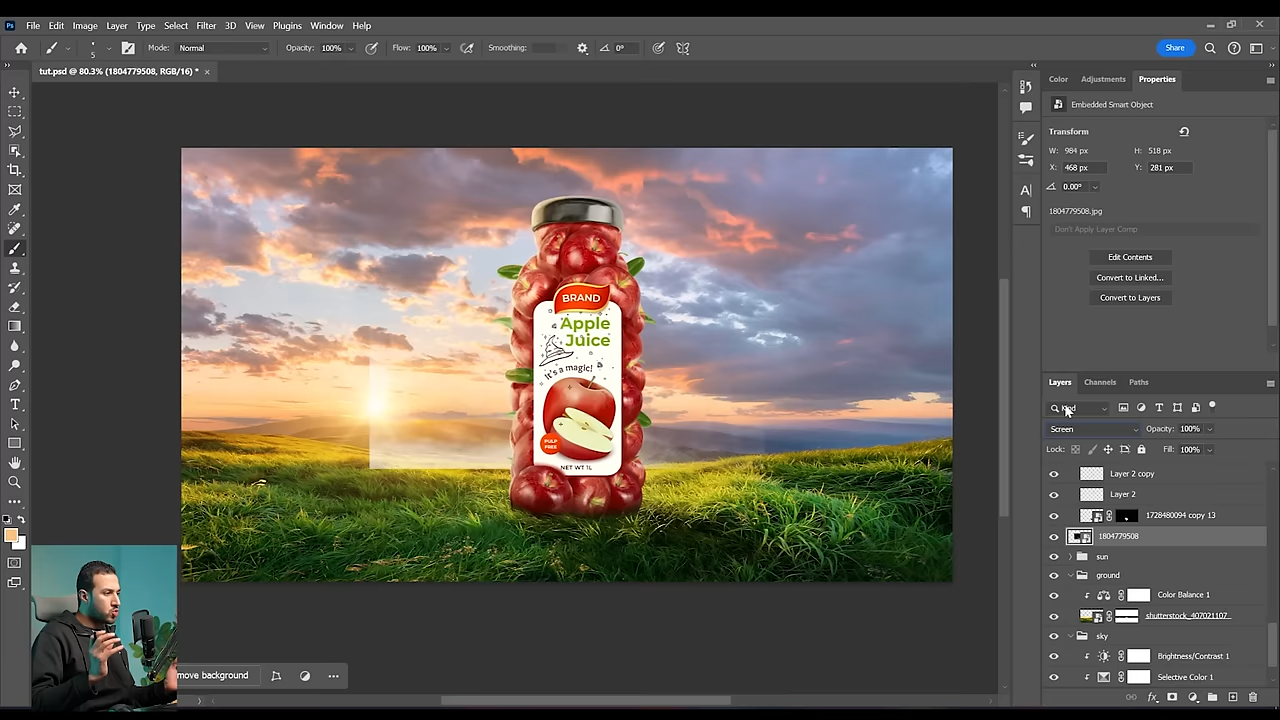 File Edit Image Layer Type Select Filter 3D View Plugins Window Help
5 Mode: Normal Opacity: 100% Flow: 100% Smoothing: 0° Share
tut.psd @ 80.3% (1804779508, RGB/16) * ×
BRAND
Apple
Juice
It's a magic!
PULP
FREE
NET WT 1L
move background
Color Adjustments Properties
Embedded Smart Object
Transform
W: 984 px H: 518 px
X: 468 px Y: 281 px
0.00°
1804779508.jpg
Don't Apply Layer Comp
Edit Contents
Convert to Linked...
Convert to Layers
Layers Channels Paths
Screen Opacity: 100%
Lock: Fill: 100%
Layer 2 copy
Layer 2
1728480094 copy 13
1804779508
sun
ground
Color Balance 1
shutterstock_407021107
sky
Brightness/Contrast 1
Selective Color 1
fx